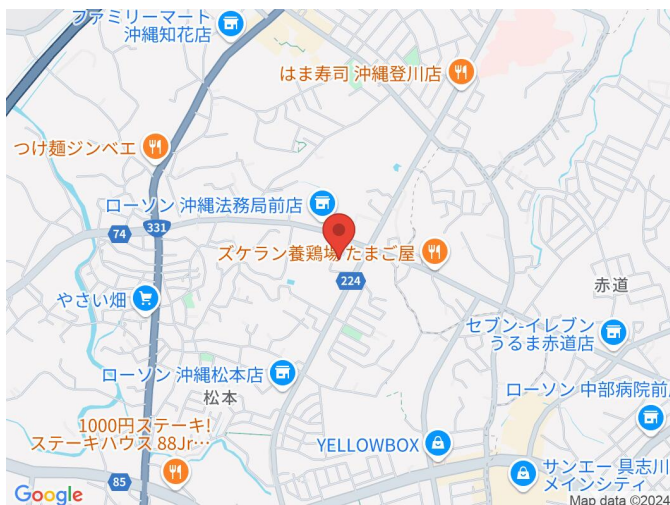 ファミリーマート
沖縄知花店
はま寿司 沖縄登川店
つけ麺ジンベエ
ローソン 沖縄法務局前店
74
331
ズケラン養鶏場 たまご屋
224
赤道
やさい畑
セブン-イレブン
うるま赤道店
ローソン 沖縄松本店
松本
ローソン 中部病院前
1000円ステーキ!
ステーキハウス 88Jr…
YELLOWBOX
85
サンエー 具志川
メインシティ
Google
Map data ©2024